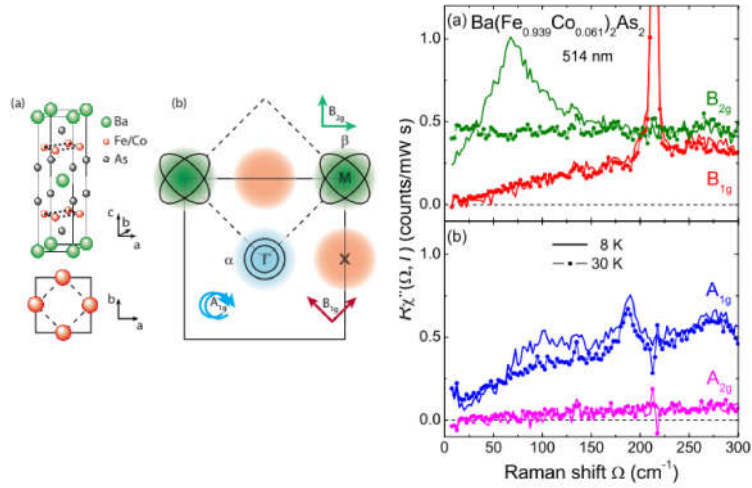 (a)
Ba
Fe/Co
As
c
b
a
b
a
(b)
B2g
β
M
α
Γ
X
A1g
B1g
(a) Ba(Fe0.939Co0.061)2As2
514 nm
1.0
0.5
0.0
B2g
B1g
(b)
8 K
30 K
1.0
0.5
0.0
A1g
A2g
Rχ''(Ω,T) (counts/mW s)
0 50 100 150 200 250 300
Raman shift Ω (cm⁻¹)